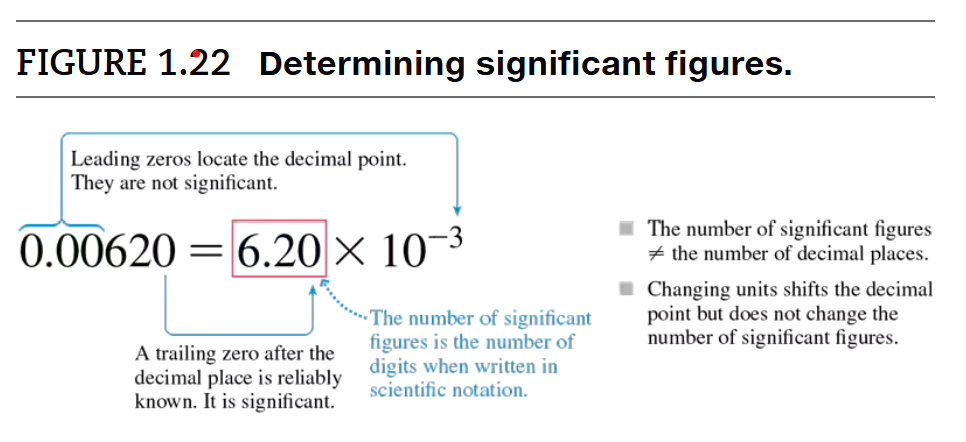 FIGURE 1.22 Determining significant figures.
Leading zeros locate the decimal point.
They are not significant.
0.00620 = 6.20 × 10⁻³
The number of significant
figures is the number of
digits when written in
scientific notation.
A trailing zero after the
decimal place is reliably
known. It is significant.
The number of significant figures
≠ the number of decimal places.
Changing units shifts the decimal
point but does not change the
number of significant figures.